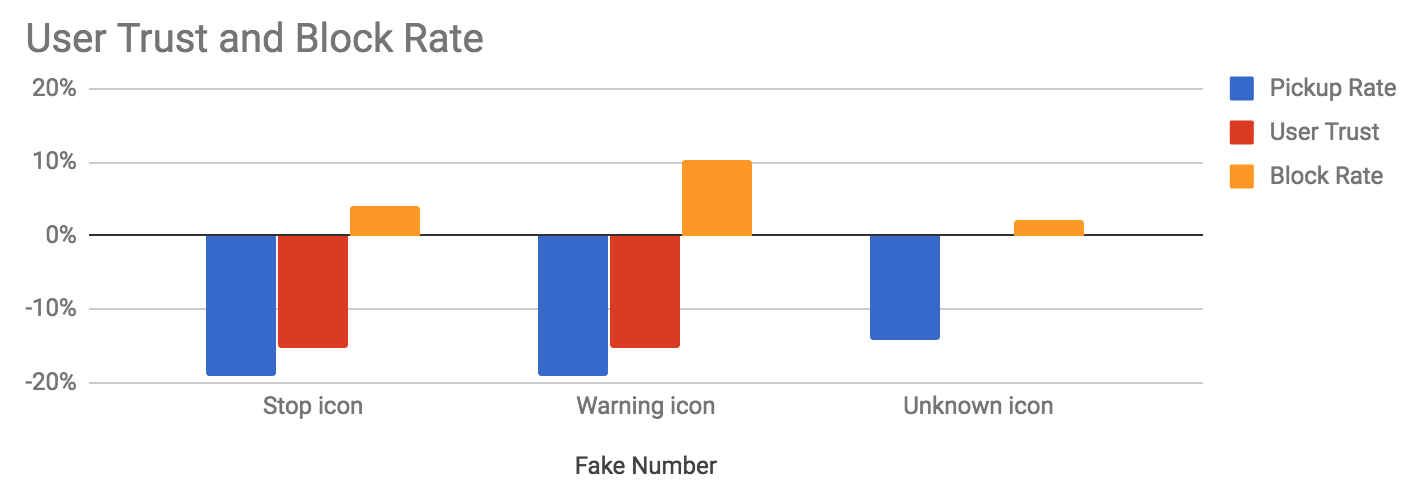 User Trust and Block Rate
20%
10%
0%
-10%
-20%
Pickup Rate
User Trust
Block Rate
Stop icon
Warning icon
Unknown icon
Fake Number